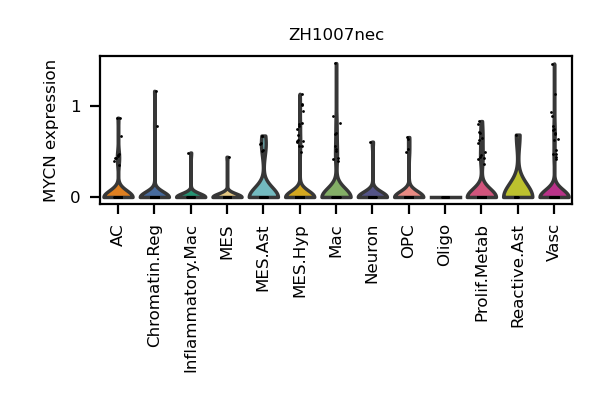 ZH1007nec
MYCN expression
1
0
AC
Chromatin.Reg
Inflammatory.Mac
MES
MES.Ast
MES.Hyp
Mac
Neuron
OPC
Oligo
Prolif.Metab
Reactive.Ast
Vasc